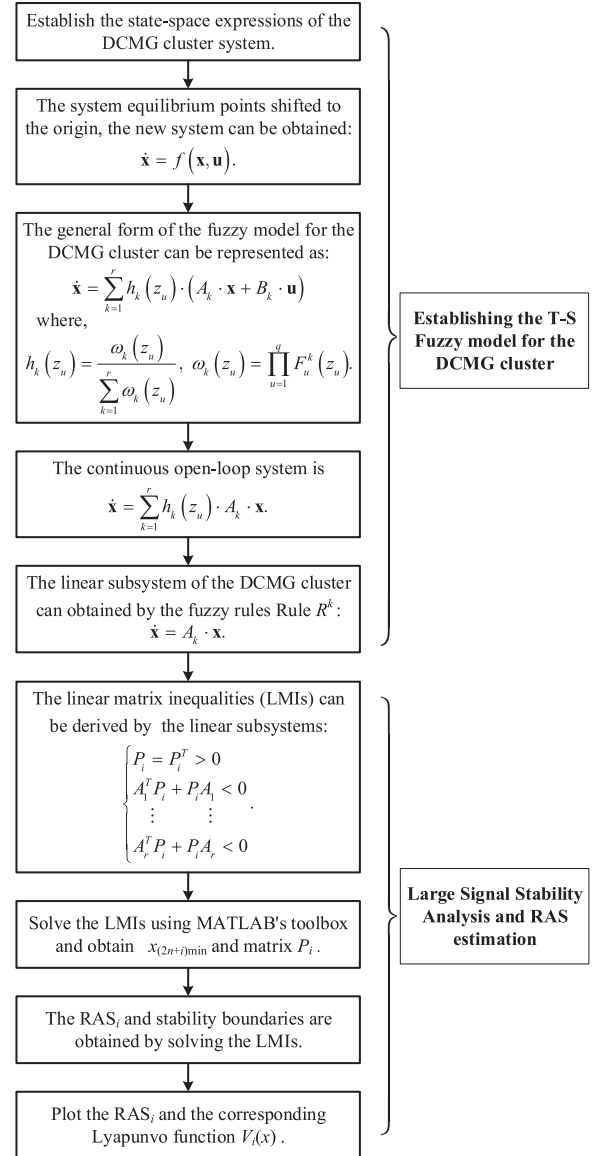 Establish the state-space expressions of the
DCMG cluster system.
The system equilibrium points shifted to
the origin, the new system can be obtained:
ẋ = f(x, u).
The general form of the fuzzy model for the
DCMG cluster can be represented as:
ẋ = ∑_{k=1}^{r} h_k(z_u)·(A_k · x + B_k · u)
where,
h_k(z_u) = ω_k(z_u) / ∑_{k=1}^{r} ω_k(z_u), ω_k(z_u) = ∏_{u=1}^{q} F_u^k(z_u).
The continuous open-loop system is
ẋ = ∑_{k=1}^{r} h_k(z_u) · A_k · x.
The linear subsystem of the DCMG cluster
can obtained by the fuzzy rules Rule R^k:
ẋ = A_k · x.
Establishing the T-S
Fuzzy model for the
DCMG cluster
The linear matrix inequalities (LMIs) can
be derived by the linear subsystems:
P_i = P_i^T > 0
A_1^T P_i + P_i A_1 < 0
⋮ ⋮ .
A_r^T P_i + P_i A_r < 0
Solve the LMIs using MATLAB's toolbox
and obtain x_{(2n+i)min} and matrix P_i .
The RAS_i and stability boundaries are
obtained by solving the LMIs.
Plot the RAS_i and the corresponding
Lyapunvo function V_i(x) .
Large Signal Stability
Analysis and RAS
estimation